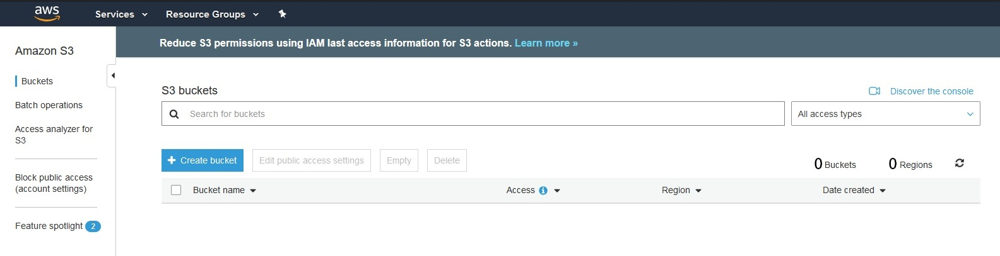 aws
Services
Resource Groups
Amazon S3
Buckets
Batch operations
Access analyzer for
S3
Block public access
(account settings)
Feature spotlight 2
Reduce S3 permissions using IAM last access information for S3 actions. Learn more »
S3 buckets
Discover the console
Search for buckets
All access types
Create bucket
Edit public access settings
Empty
Delete
0 Buckets
0 Regions
Bucket name
Access
Region
Date created